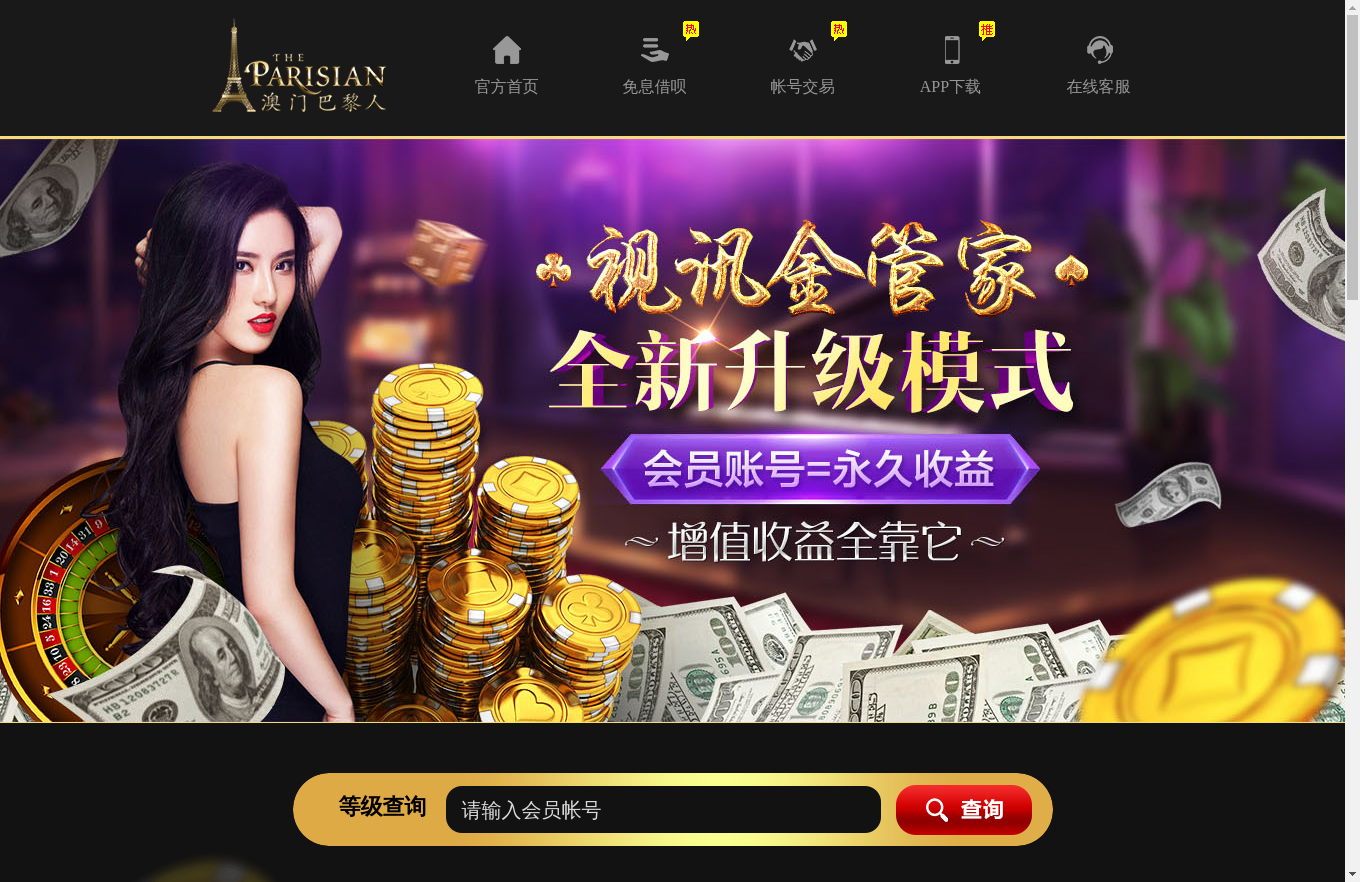 THE
PARISIAN
澳门巴黎人
热
热
推
官方首页
免息借呗
帐号交易
APP下载
在线客服
视讯金管家
全新升级模式
会员账号=永久收益
~增值收益全靠它~
等级查询
请输入会员帐号
查询